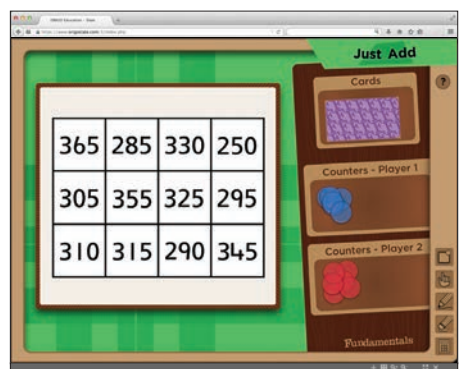 Just Add
Cards
365 285 330 250
305 355 325 295
310 315 290 345
Counters - Player 1
Counters - Player 2
Fundamentals
?